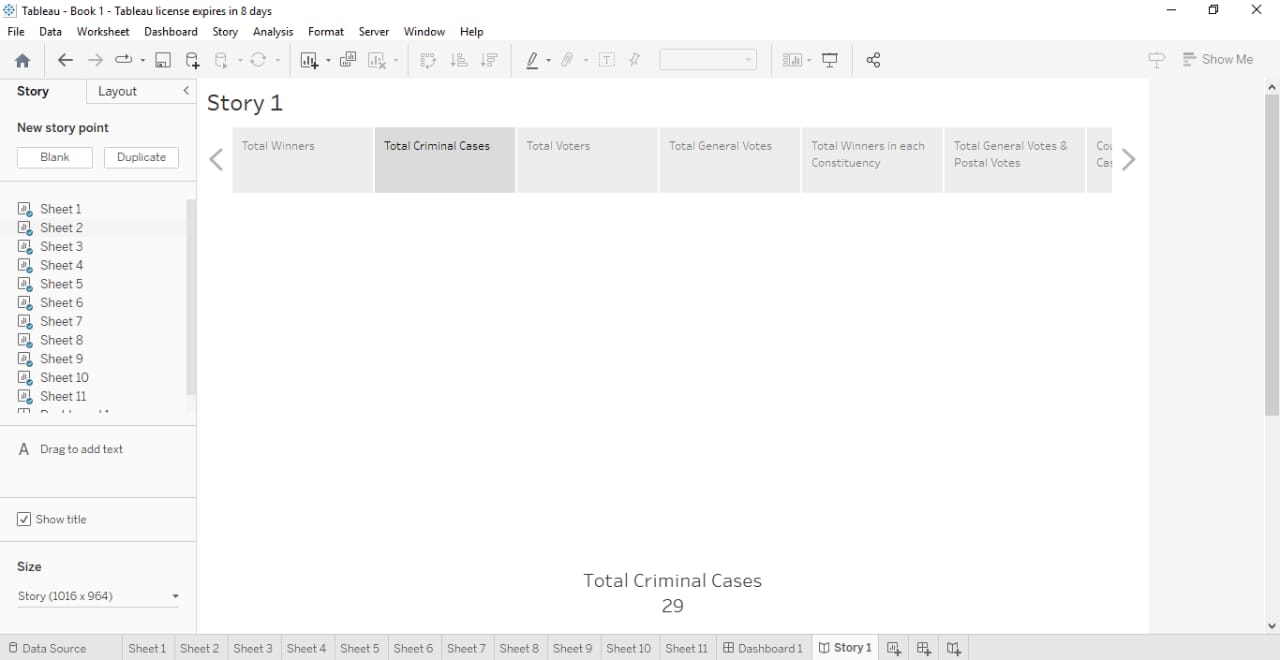 Tableau - Book 1 - Tableau license expires in 8 days
File Data Worksheet Dashboard Story Analysis Format Server Window Help
Show Me
Story Layout
New story point
Blank Duplicate
Sheet 1
Sheet 2
Sheet 3
Sheet 4
Sheet 5
Sheet 6
Sheet 7
Sheet 8
Sheet 9
Sheet 10
Sheet 11
A Drag to add text
Show title
Size
Story (1016 x 964)
Story 1
Total Winners
Total Criminal Cases
Total Voters
Total General Votes
Total Winners in each
Constituency
Total General Votes &
Postal Votes
Total Criminal Cases
29
Data Source Sheet 1 Sheet 2 Sheet 3 Sheet 4 Sheet 5 Sheet 6 Sheet 7 Sheet 8 Sheet 9 Sheet 10 Sheet 11 Dashboard 1 Story 1